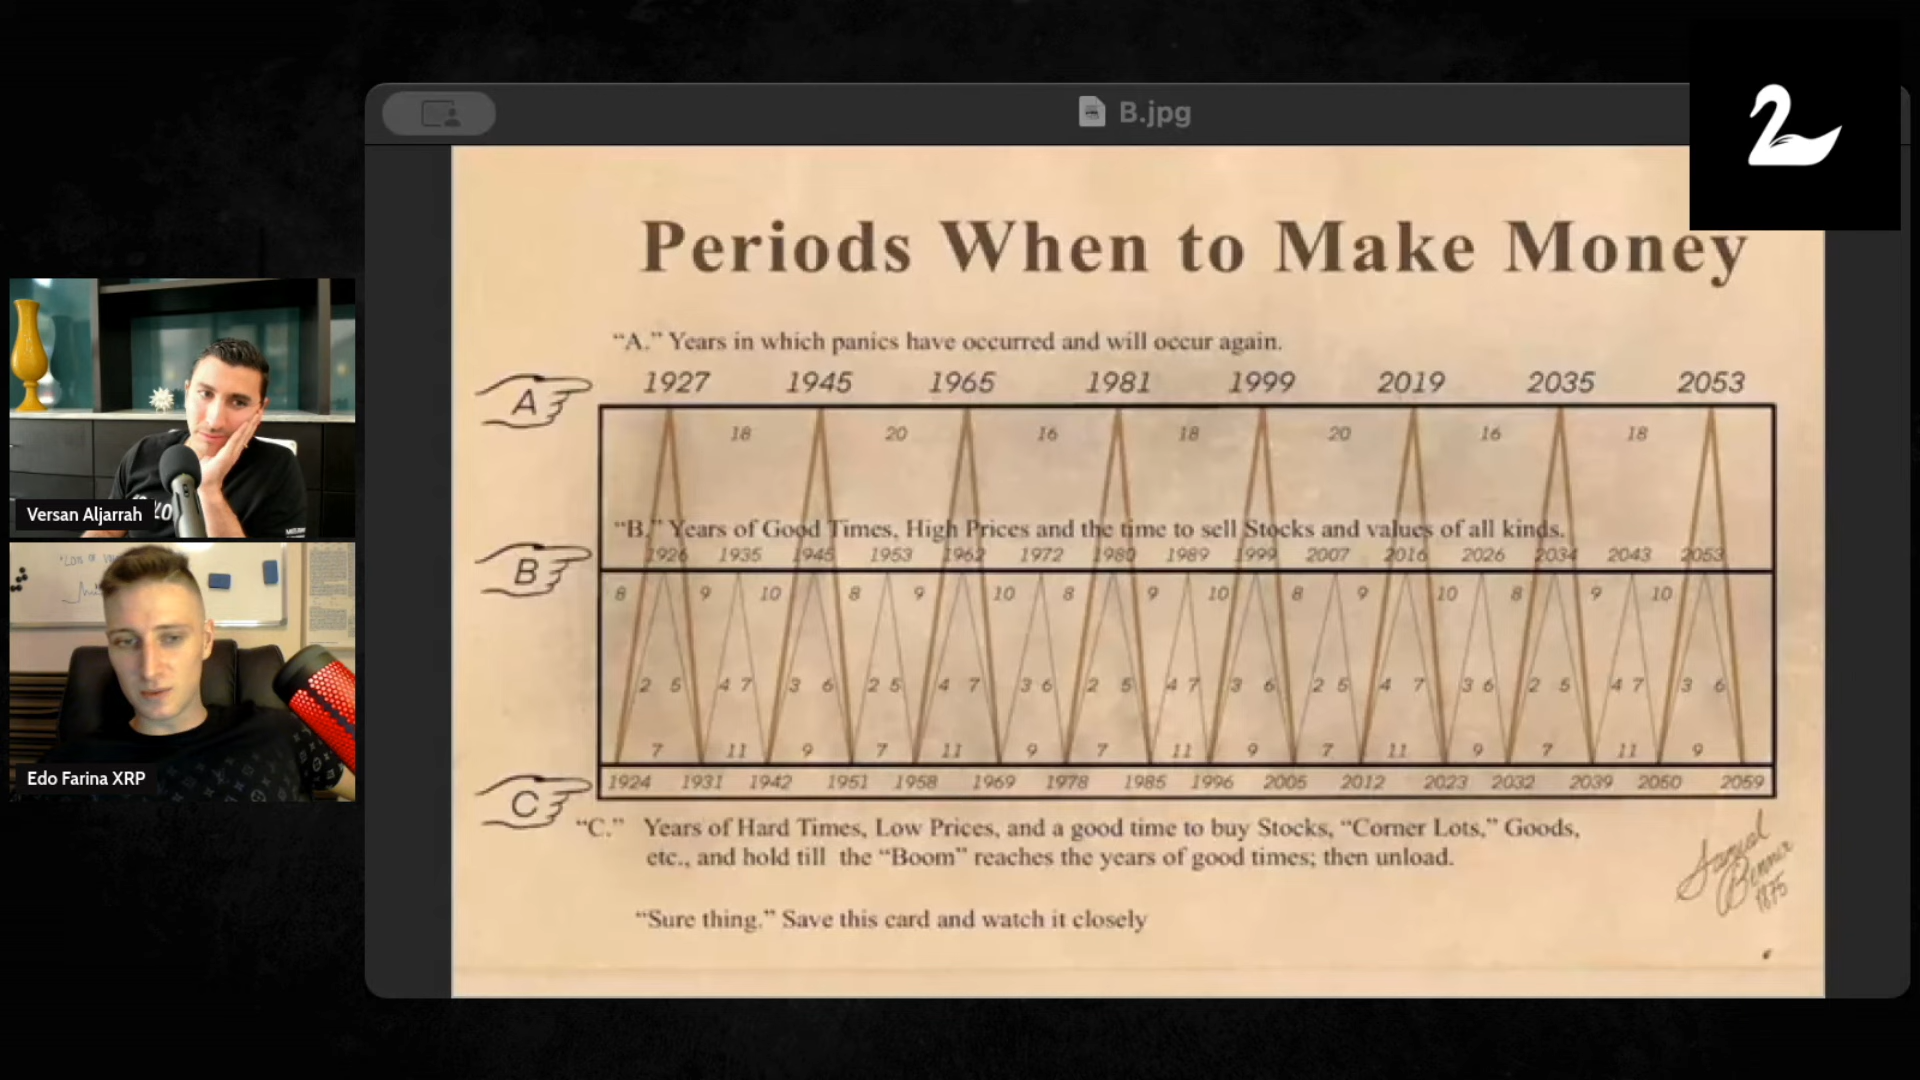 B.jpg
Periods When to Make Money
“A.” Years in which panics have occurred and will occur again.
A
1927 1945 1965 1981 1999 2019 2035 2053
18 20 16 18 20 16 18
“B.” Years of Good Times, High Prices and the time to sell Stocks and values of all kinds.
B
1926 1935 1945 1953 1962 1972 1980 1989 1999 2007 2016 2026 2034 2043 2053
8 9 10 8 9 10 8 9 10 8 9 10 8 9 10
2 5 4 7 3 6 2 5 4 7 3 6 2 5 4 7 3 6 2 5 4 7 3 6 2 5 4 7 3 6
7 11 9 7 11 9 7 11 9 7 11 9 7 11 9
C
1924 1931 1942 1951 1958 1969 1978 1985 1996 2005 2012 2023 2032 2039 2050 2059
“C.” Years of Hard Times, Low Prices, and a good time to buy Stocks, “Corner Lots,” Goods,
etc., and hold till the “Boom” reaches the years of good times; then unload.
Samuel
Benner
1875
“Sure thing.” Save this card and watch it closely
Versan Aljarrah
Edo Farina XRP